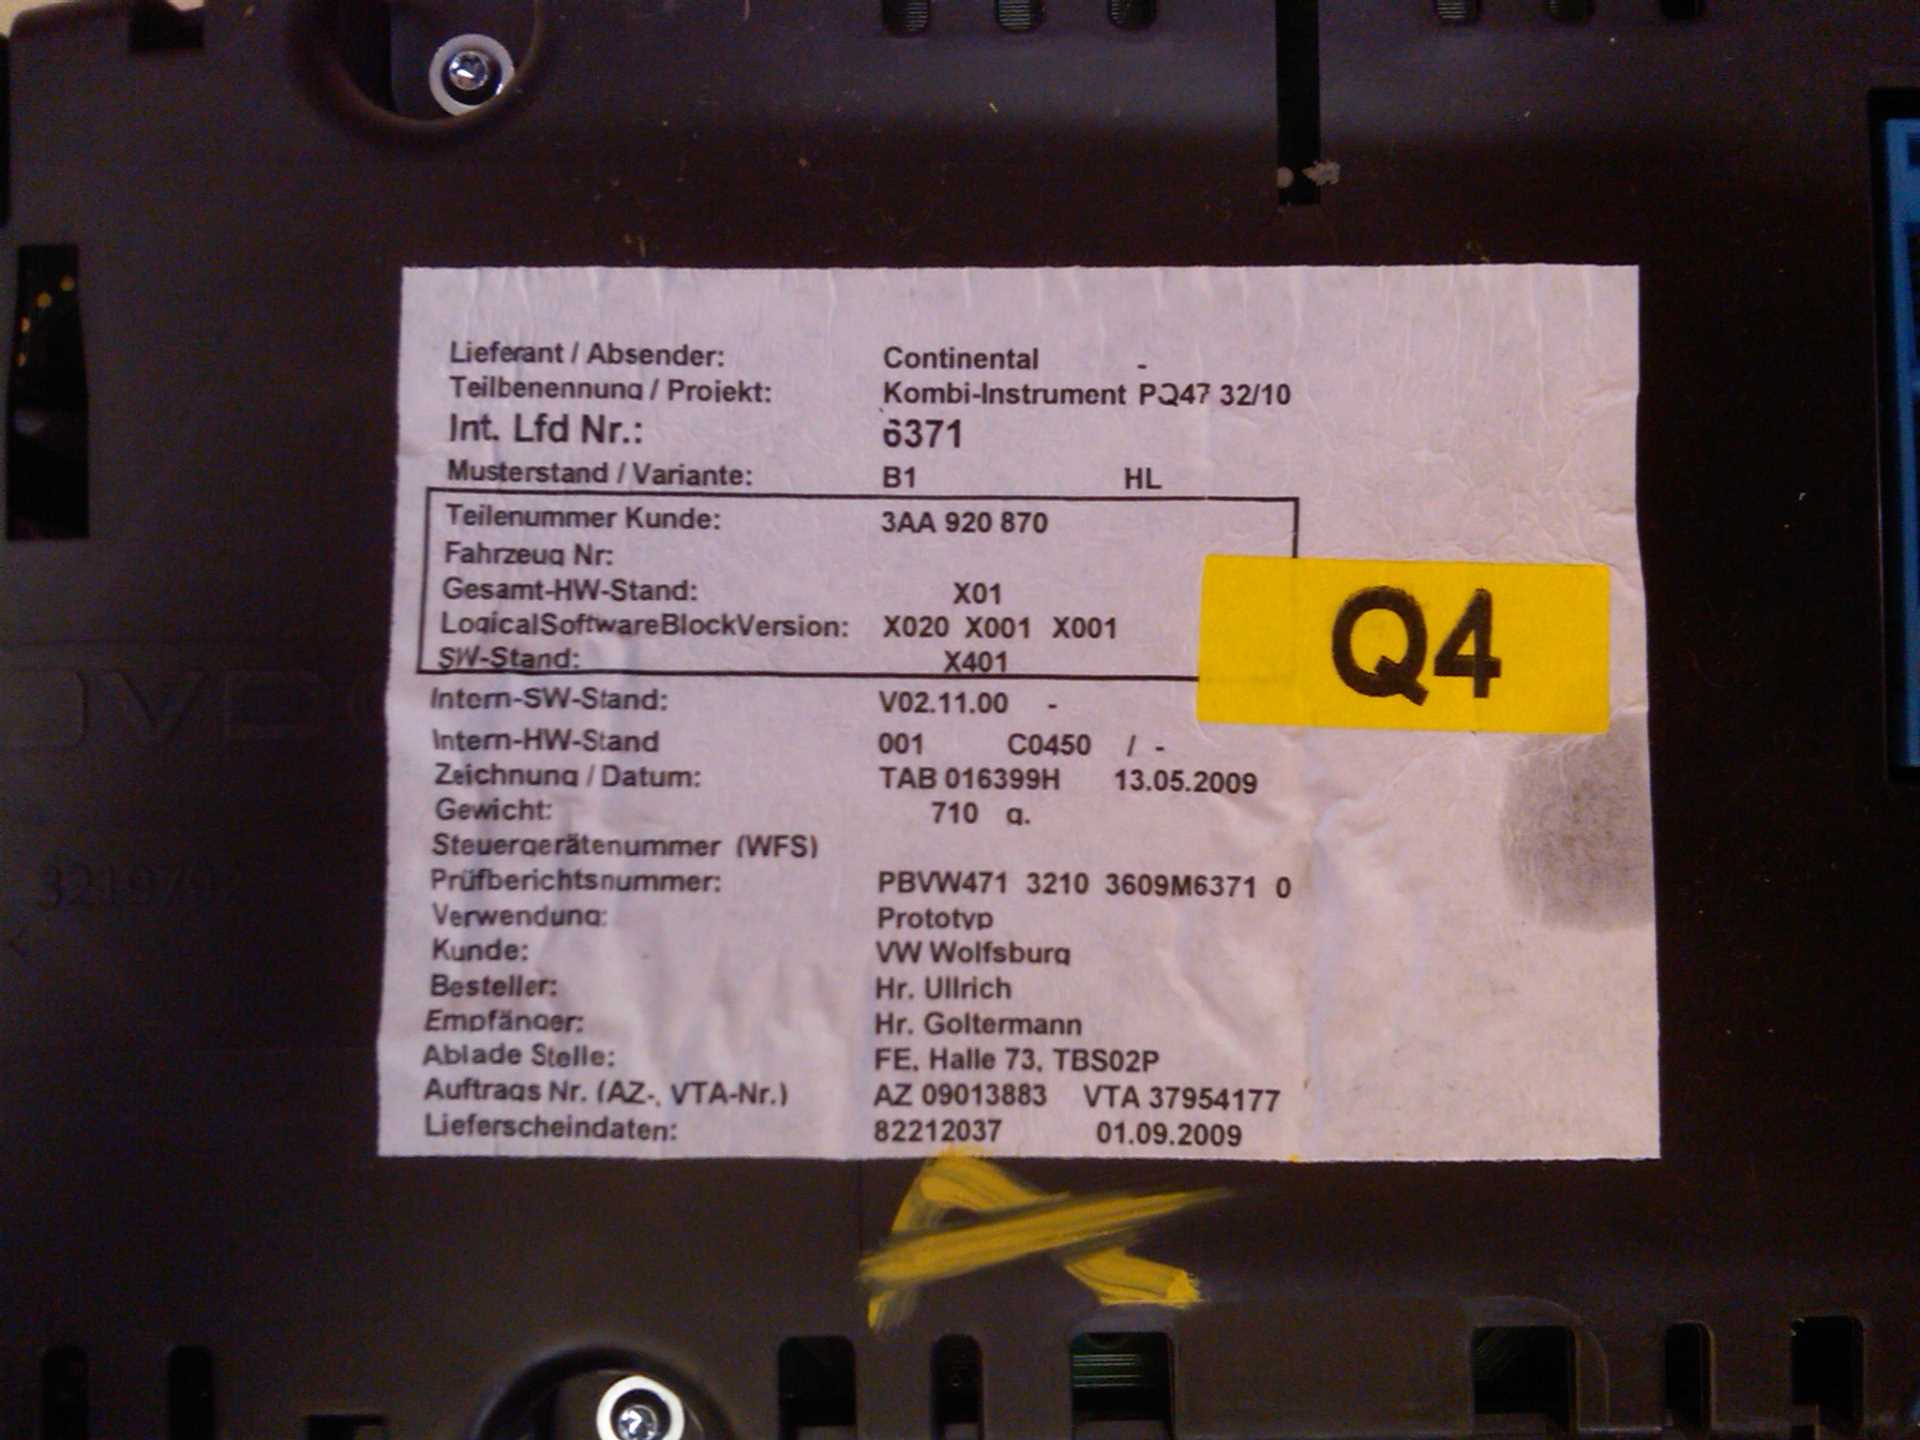 Lieferant / Absender: Continental -
Teilbenennung / Projekt: Kombi-Instrument PQ47 32/10
Int. Lfd Nr.: 6371
Musterstand / Variante: B1 HL
Teilenummer Kunde: 3AA 920 870
Fahrzeug Nr:
Gesamt-HW-Stand: X01
LogicalSoftwareBlockVersion: X020 X001 X001
SW-Stand: X401
Q4
Intern-SW-Stand: V02.11.00 -
Intern-HW-Stand 001 C0450 / -
Zeichnung / Datum: TAB 016399H 13.05.2009
Gewicht: 710 g.
Steuergerätenummer (WFS)
Prüfberichtsnummer: PBVW471 3210 3609M6371 0
Verwendung: Prototyp
Kunde: VW Wolfsburg
Besteller: Hr. Ullrich
Empfänger: Hr. Goltermann
Ablade Stelle: FE, Halle 73, TBS02P
Auftrags Nr. (AZ-, VTA-Nr.) AZ 09013883 VTA 37954177
Lieferscheindaten: 82212037 01.09.2009